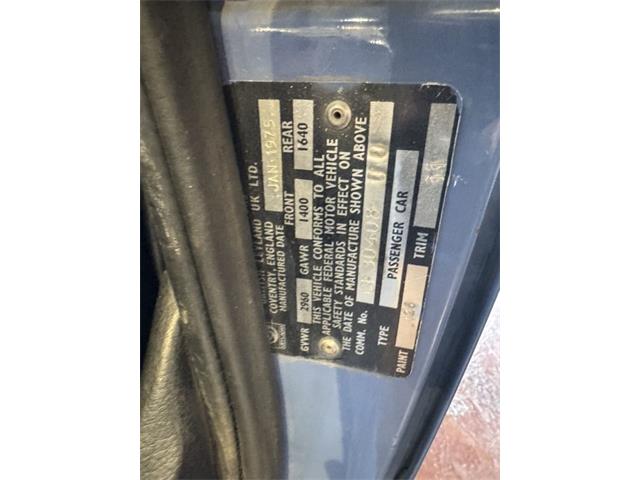 LEYLAND UK LTD.
COVENTRY, ENGLAND
MANUFACTURED DATE JAN·1975
FRONT REAR
GVWR 2960 GAWR 1400 1640
THIS VEHICLE CONFORMS TO ALL
APPLICABLE FEDERAL MOTOR VEHICLE
SAFETY STANDARDS IN EFFECT ON
THE DATE OF MANUFACTURE SHOWN ABOVE
COMM. No.
TYPE PASSENGER CAR
PAINT TRIM 11